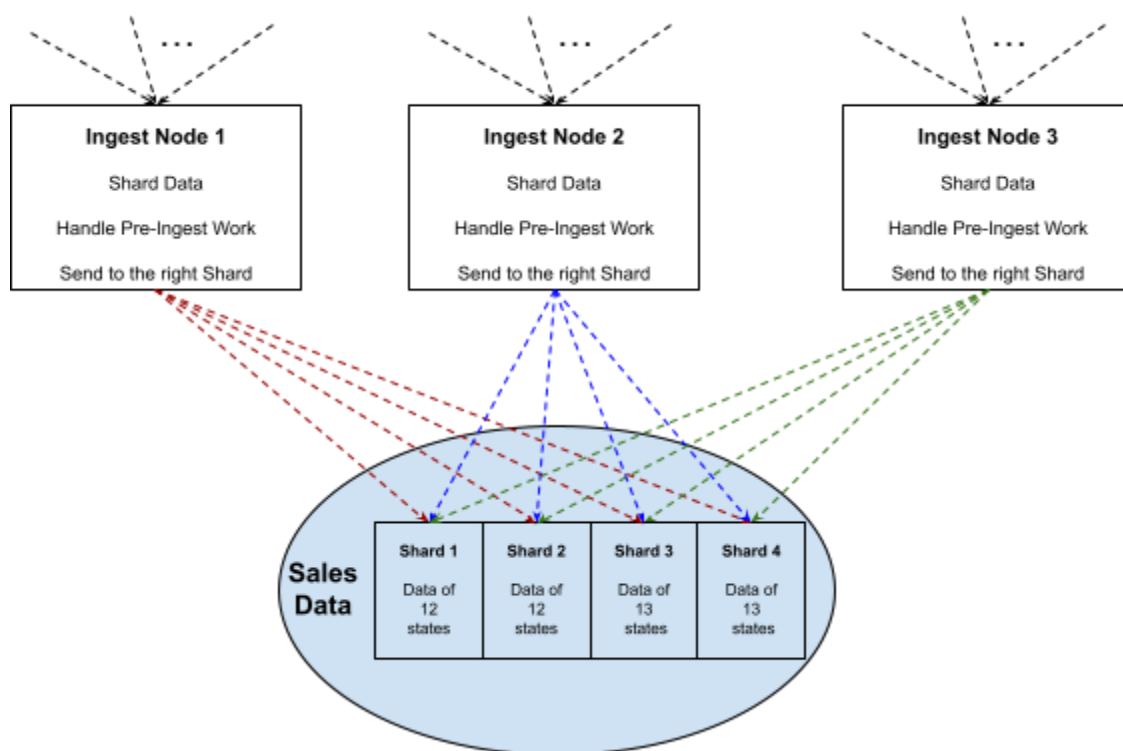 ...
...
...
Ingest Node 1
Shard Data
Handle Pre-Ingest Work
Send to the right Shard
Ingest Node 2
Shard Data
Handle Pre-Ingest Work
Send to the right Shard
Ingest Node 3
Shard Data
Handle Pre-Ingest Work
Send to the right Shard
Sales
Data
Shard 1
Data of
12
states
Shard 2
Data of
12
states
Shard 3
Data of
13
states
Shard 4
Data of
13
states